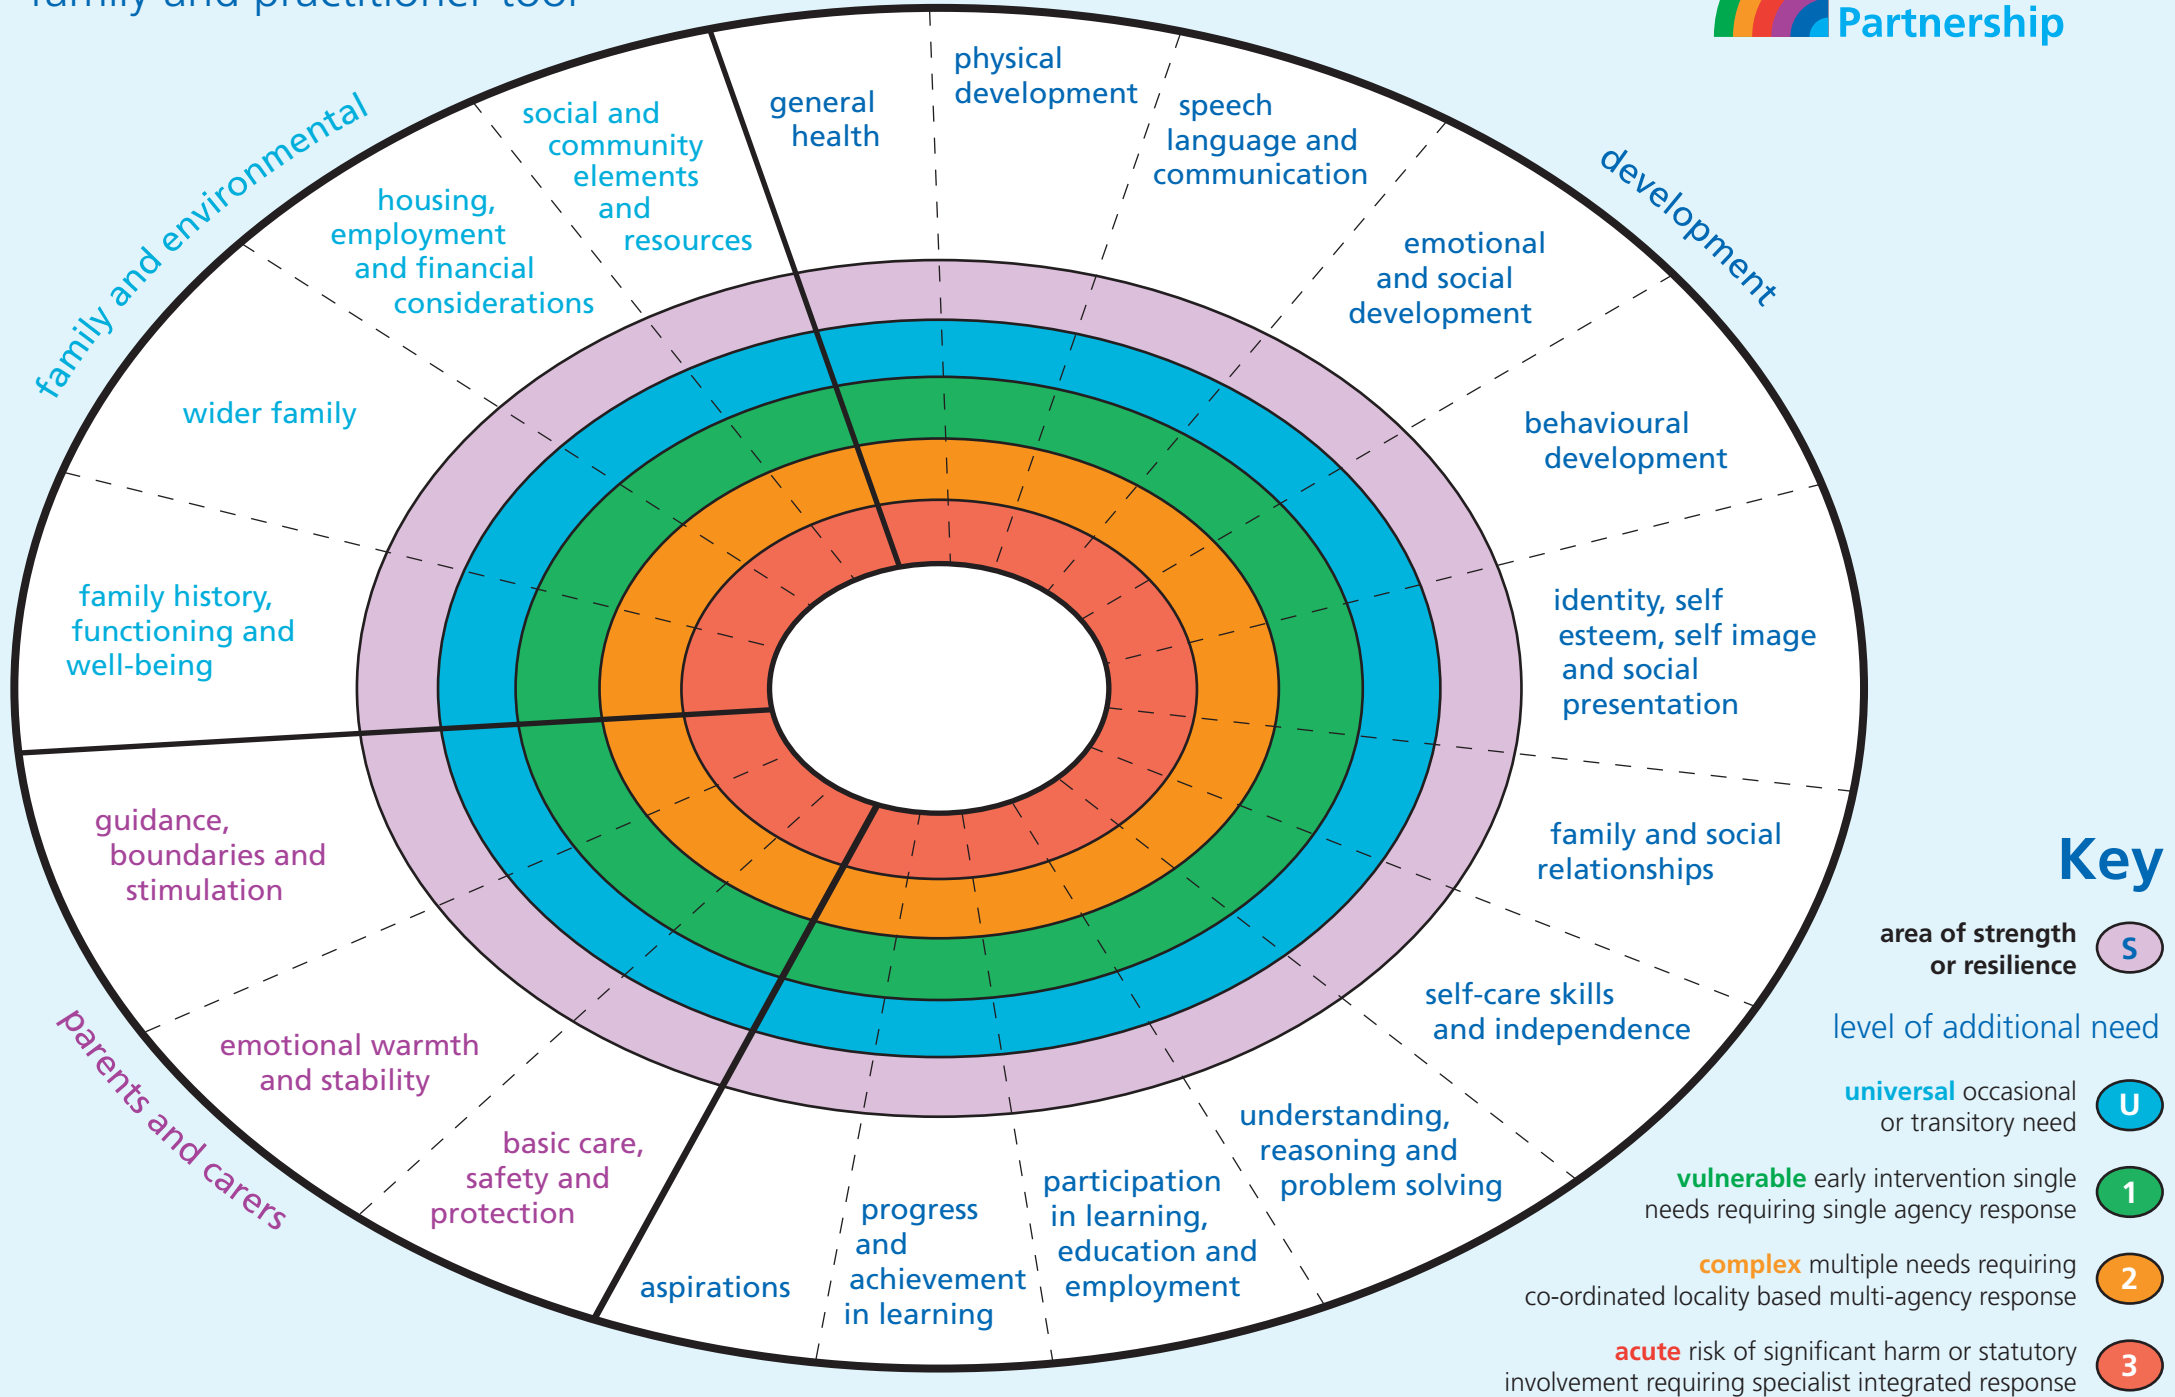 family and practitioner tool
Partnership
family and environmental
social and
community
elements
and
resources
housing,
employment
and financial
considerations
wider family
family history,
functioning and
well-being
development
general
health
physical
development
speech
language and
communication
emotional
and social
development
behavioural
development
identity, self
esteem, self image
and social
presentation
family and social
relationships
self-care skills
and independence
understanding,
reasoning and
problem solving
participation
in learning,
education and
employment
progress
and
achievement
in learning
aspirations
parents and carers
guidance,
boundaries and
stimulation
emotional warmth
and stability
basic care,
safety and
protection
Key
area of strength
or resilience
S
level of additional need
universal occasional
or transitory need
U
vulnerable early intervention single
needs requiring single agency response
1
complex multiple needs requiring
co-ordinated locality based multi-agency response
2
acute risk of significant harm or statutory
involvement requiring specialist integrated response
3